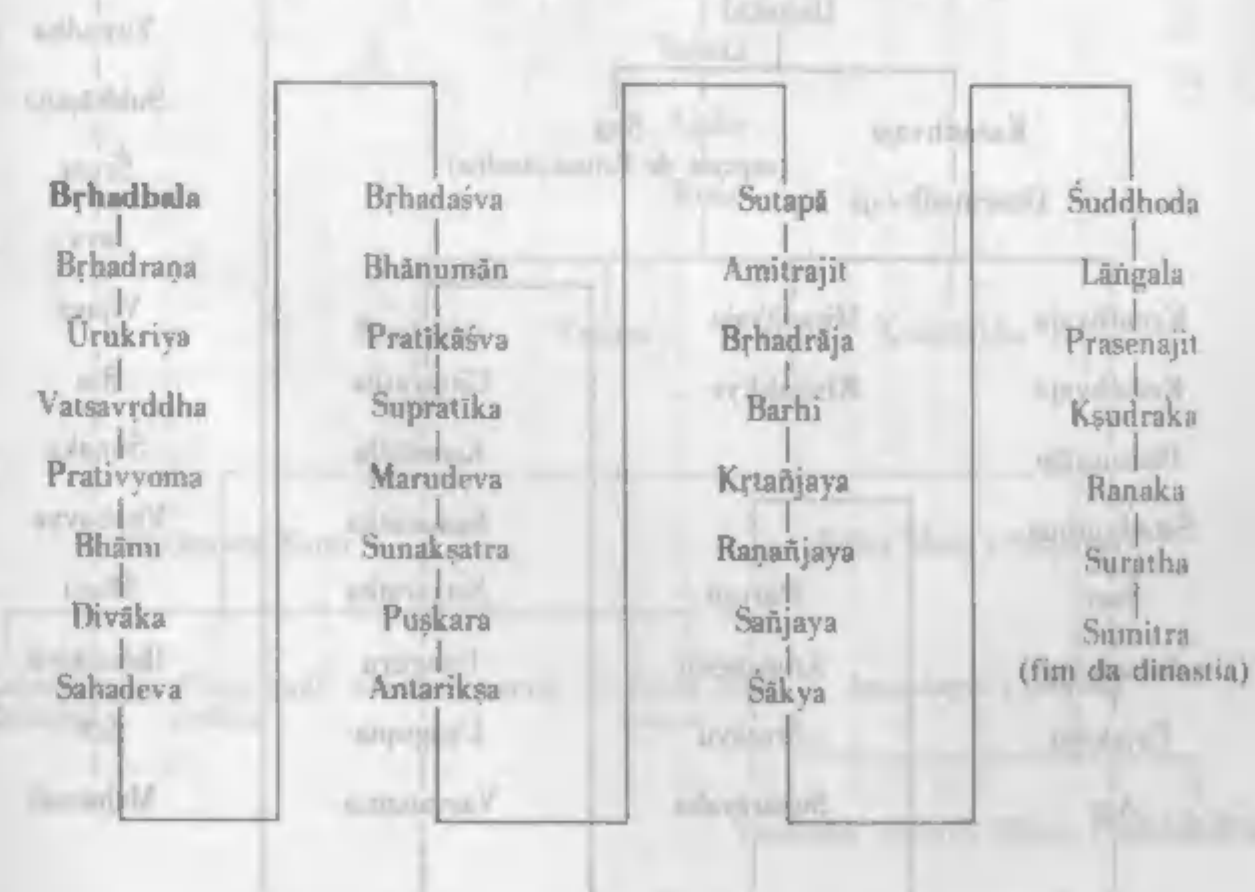 Bṛhadbala
Bṛhadraṇa
Ūrukriya
Vatsavṛddha
Prativyoma
Bhānu
Divāka
Sahadeva
Bṛhadaśva
Bhānumān
Pratīkāśva
Supratīka
Marudeva
Sunakṣatra
Puṣkara
Antarikṣa
Sutapā
Amitrajit
Bṛhadrāja
Barhi
Kṛtañjaya
Raṇañjaya
Sañjaya
Śākya
Śuddhoda
Lāṅgala
Prasenajit
Kṣudraka
Raṇaka
Suratha
Sumitra
(fim da dinastia)